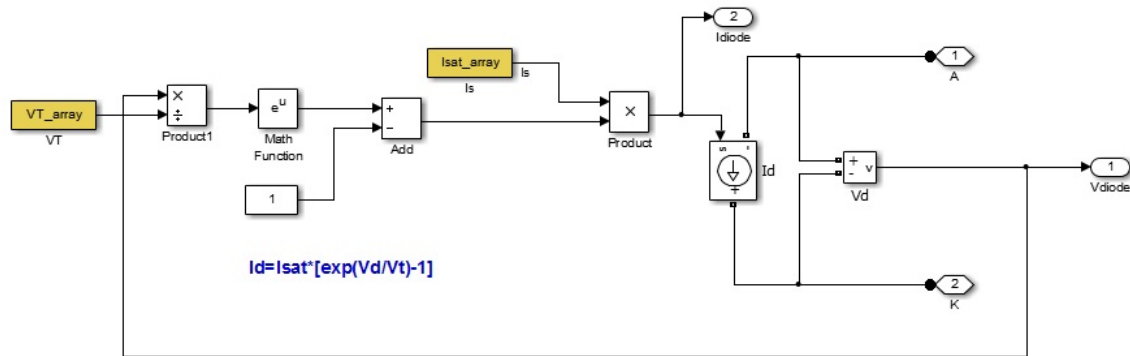 2
Idiode
Isat_array
Is
Is
1
A
VT_array
VT
×
÷
Product1
e^u
Math
Function
+
−
Add
×
Product
s
-
+
Id
+
-
v
Vd
1
Vdiode
1
Id=Isat*[exp(Vd/Vt)-1]
2
K